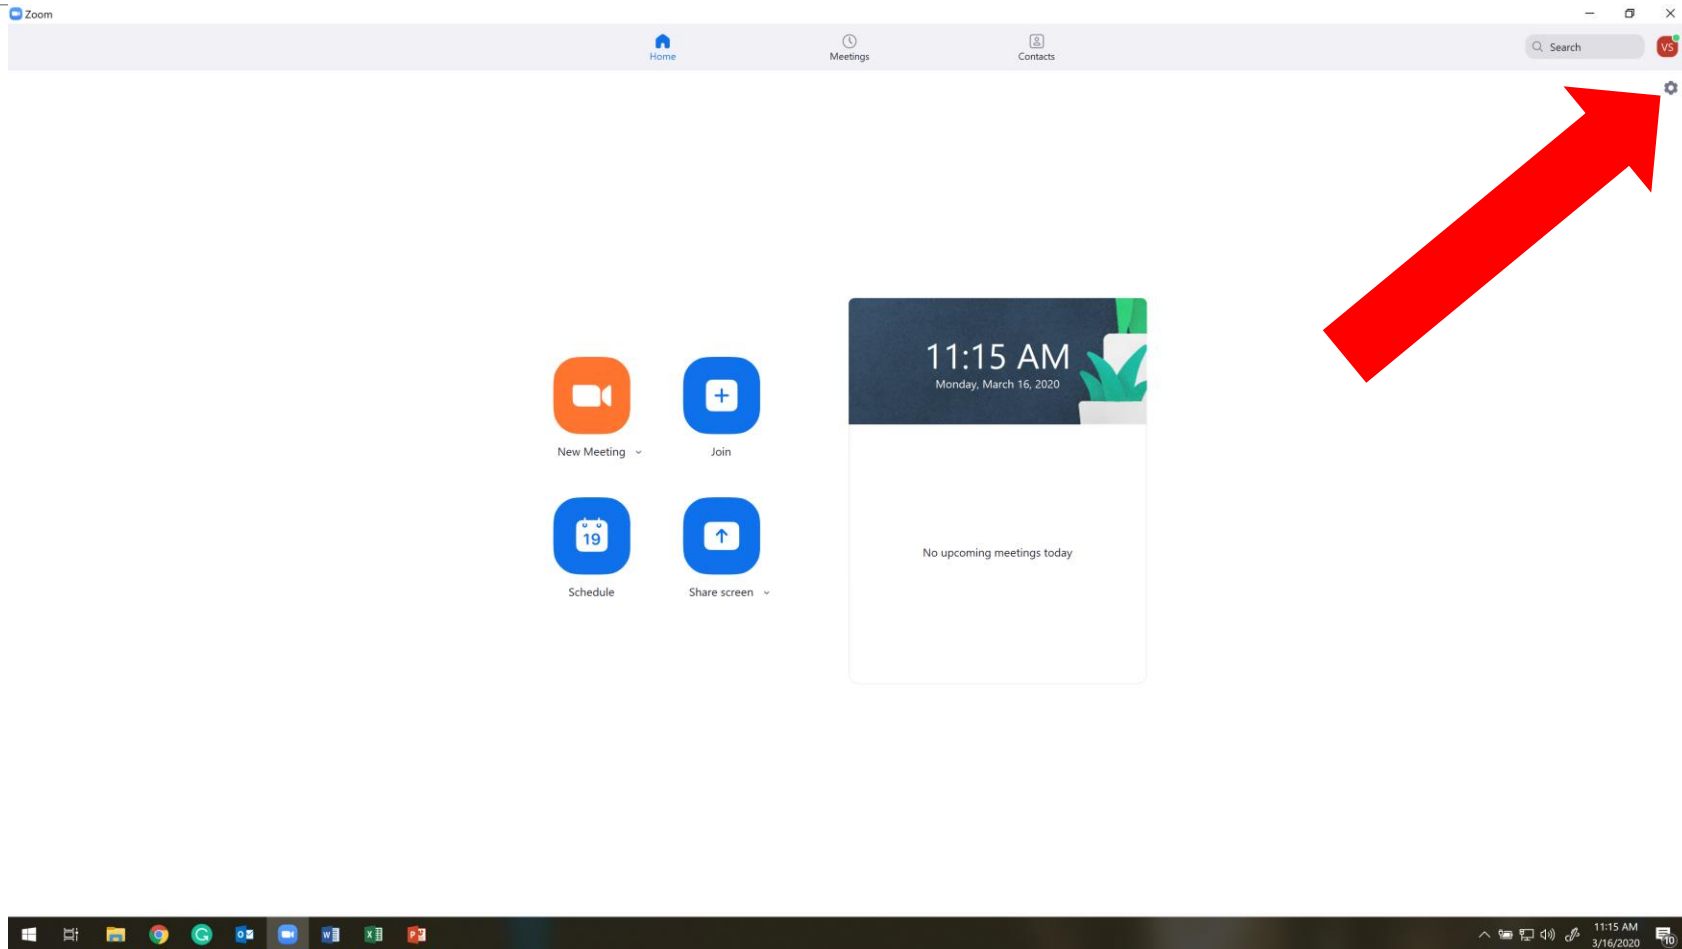 Zoom
Home
Meetings
Contacts
Search
VS
11:15 AM
Monday, March 16, 2020
New Meeting
Join
19
Schedule
Share screen
No upcoming meetings today
11:15 AM
3/16/2020
10